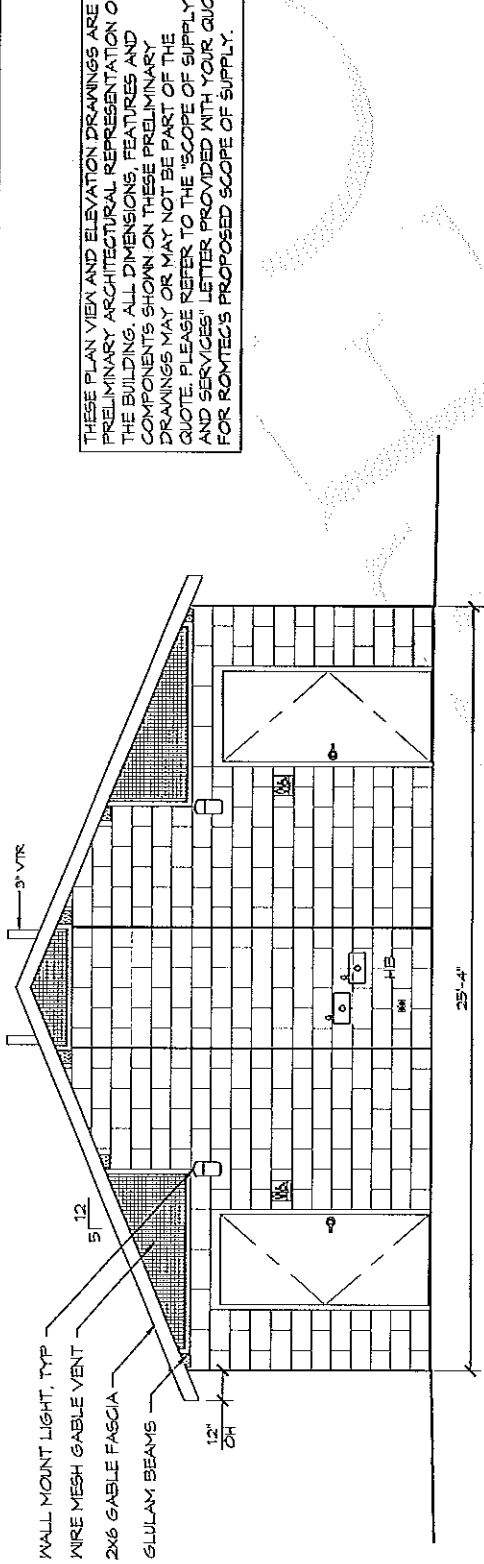 WALL MOUNT LIGHT, TYP
WIRE MESH GABLE VENT
2X6 GABLE FASCIA
GLULAM BEAMS
12
5
3" VTR
12"
OH
HB
25'-4"
THESE PLAN VIEW AND ELEVATION DRAWINGS ARE
PRELIMINARY ARCHITECTURAL REPRESENTATION O
THE BUILDING. ALL DIMENSIONS, FEATURES AND
COMPONENTS SHOWN ON THESE PRELIMINARY
DRAWINGS MAY OR MAY NOT BE PART OF THE
QUOTE. PLEASE REFER TO THE "SCOPE OF SUPPLY
AND SERVICES" LETTER PROVIDED WITH YOUR QUO
FOR ROMTEC'S PROPOSED SCOPE OF SUPPLY.